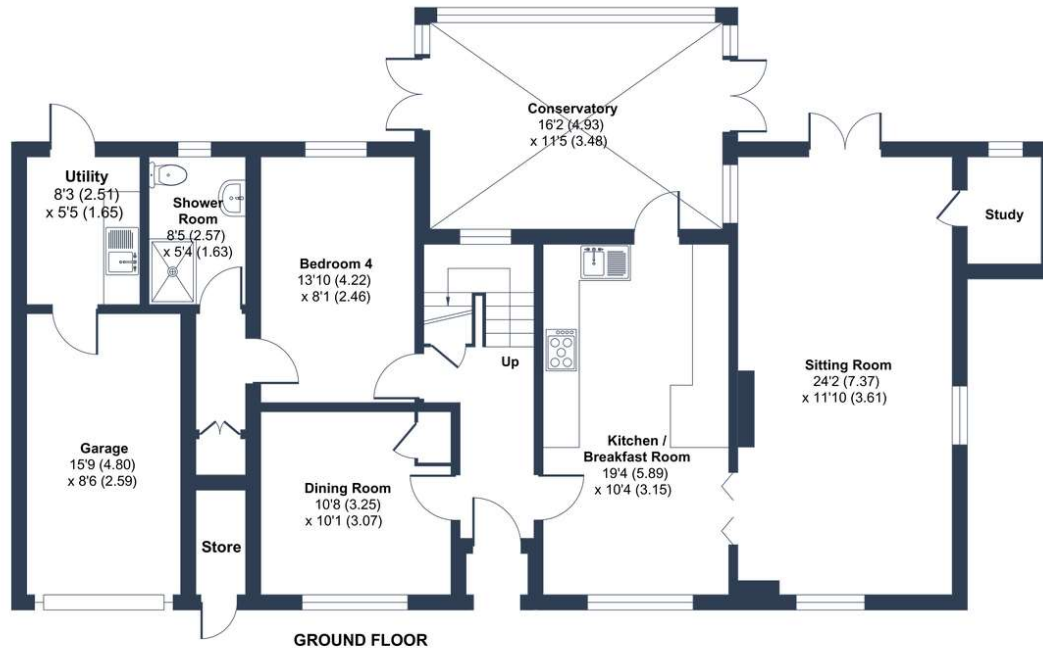 Conservatory
16'2 (4.93)
x 11'5 (3.48)
Utility
8'3 (2.51)
x 5'5 (1.65)
Shower
Room
8'5 (2.57)
x 5'4 (1.63)
Bedroom 4
13'10 (4.22)
x 8'1 (2.46)
Study
Up
Sitting Room
24'2 (7.37)
x 11'10 (3.61)
Garage
15'9 (4.80)
x 8'6 (2.59)
Kitchen /
Breakfast Room
19'4 (5.89)
x 10'4 (3.15)
Dining Room
10'8 (3.25)
x 10'1 (3.07)
Store
GROUND FLOOR